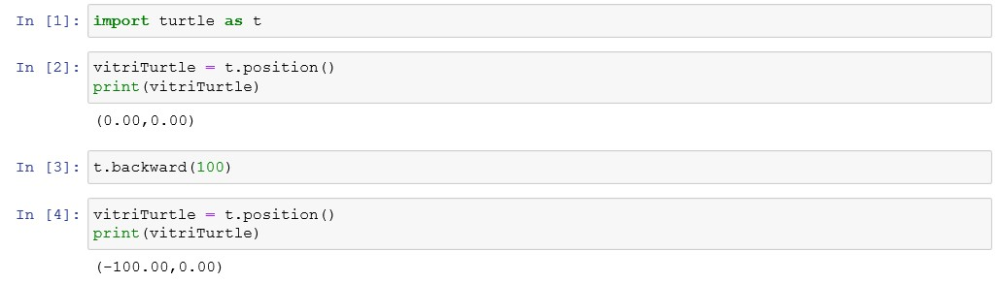 In [1]: import turtle as t
In [2]: vitriTurtle = t.position()
print(vitriTurtle)
(0.00,0.00)
In [3]: t.backward(100)
In [4]: vitriTurtle = t.position()
print(vitriTurtle)
(-100.00,0.00)